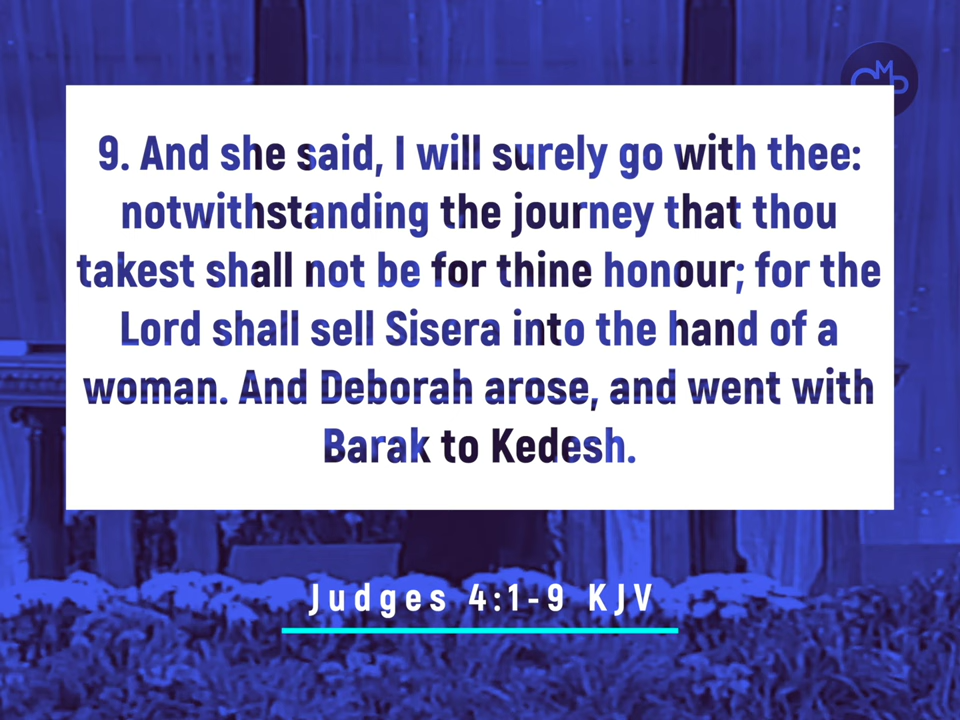 9. And she said, I will surely go with thee:
notwithstanding the journey that thou
takest shall not be for thine honour; for the
Lord shall sell Sisera into the hand of a
woman. And Deborah arose, and went with
Barak to Kedesh.
Judges 4:1-9 KJV